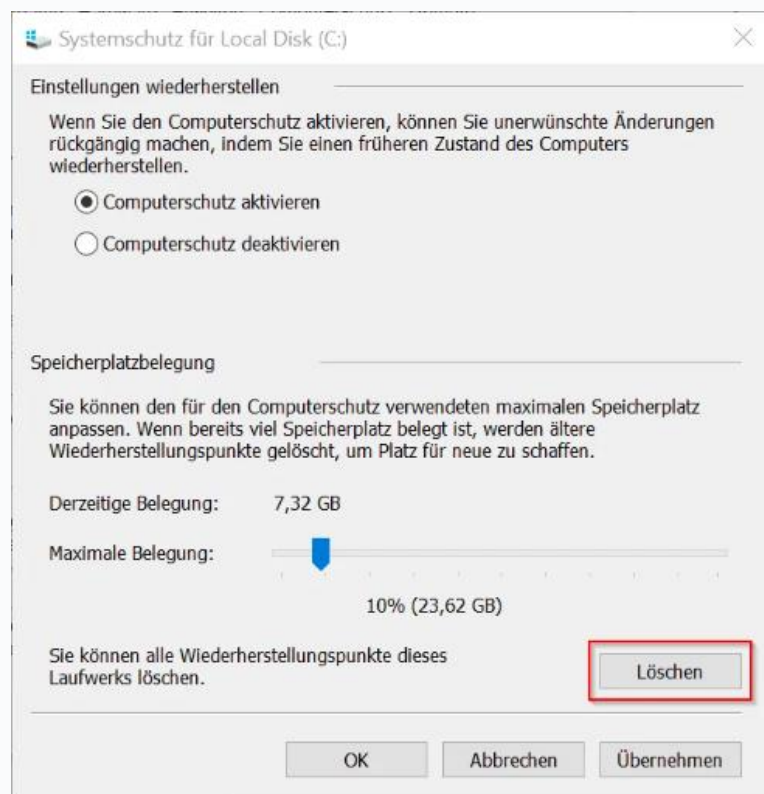 Systemschutz für Local Disk (C:)
Einstellungen wiederherstellen
Wenn Sie den Computerschutz aktivieren, können Sie unerwünschte Änderungen
rückgängig machen, indem Sie einen früheren Zustand des Computers
wiederherstellen.
Computerschutz aktivieren
Computerschutz deaktivieren
Speicherplatzbelegung
Sie können den für den Computerschutz verwendeten maximalen Speicherplatz
anpassen. Wenn bereits viel Speicherplatz belegt ist, werden ältere
Wiederherstellungspunkte gelöscht, um Platz für neue zu schaffen.
Derzeitige Belegung: 7,32 GB
Maximale Belegung:
10% (23,62 GB)
Sie können alle Wiederherstellungspunkte dieses
Laufwerks löschen.
Löschen
OK Abbrechen Übernehmen